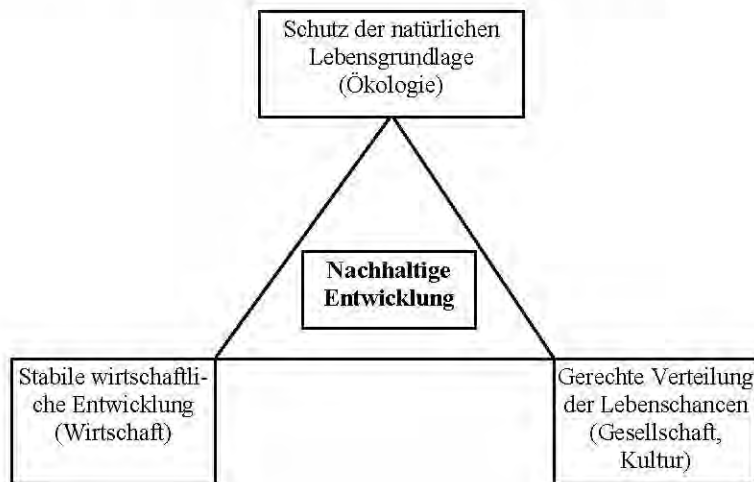 Schutz der natürlichen
Lebensgrundlage
(Ökologie)
Nachhaltige
Entwicklung
Stabile wirtschaftli-
che Entwicklung
(Wirtschaft)
Gerechte Verteilung
der Lebenschancen
(Gesellschaft,
Kultur)